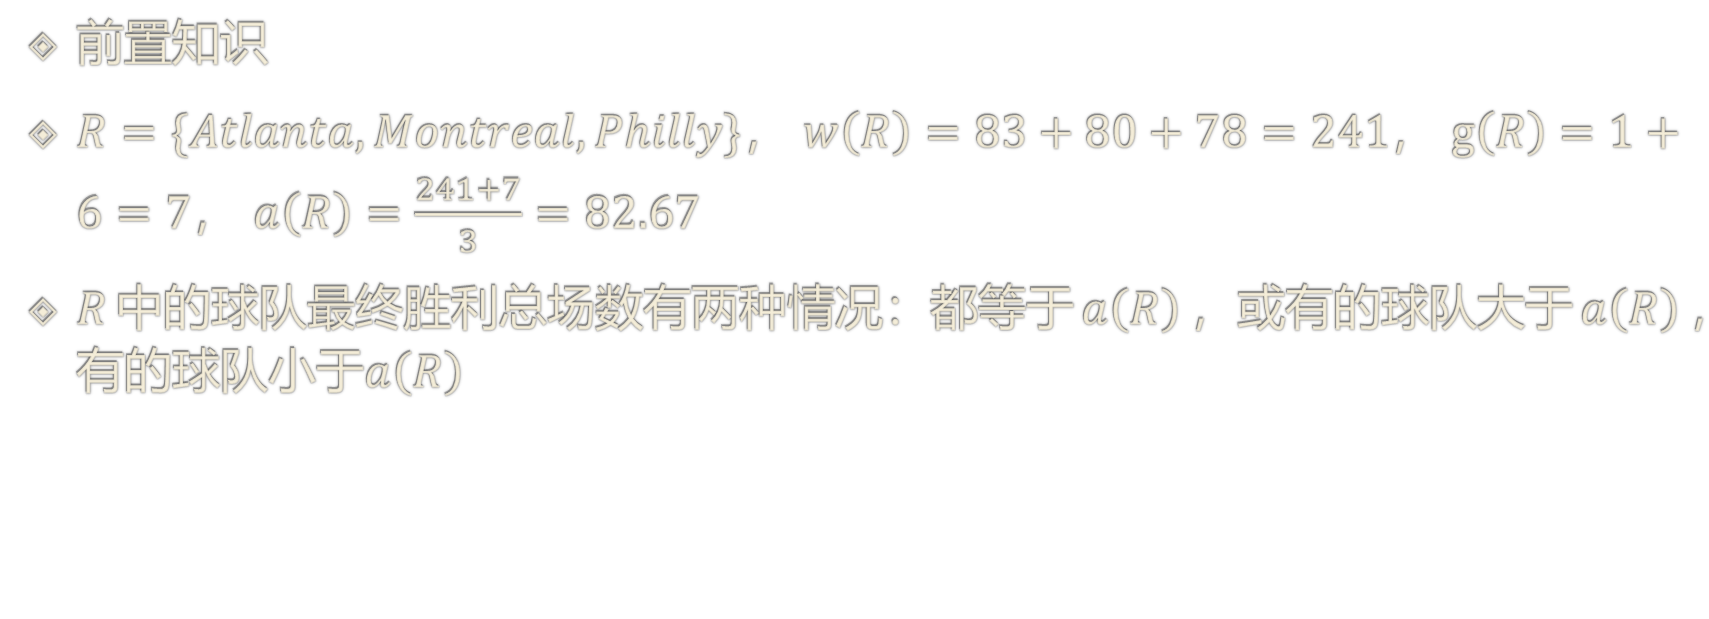 前置知识
R = {Atlanta, Montreal, Philly}， w(R) = 83 + 80 + 78 = 241， g(R) = 1 +
6 = 7， a(R) = \frac{241+7}{3} = 82.67
R 中的球队最终胜利总场数有两种情况：都等于 a(R)，或有的球队大于 a(R)，
有的球队小于a(R)